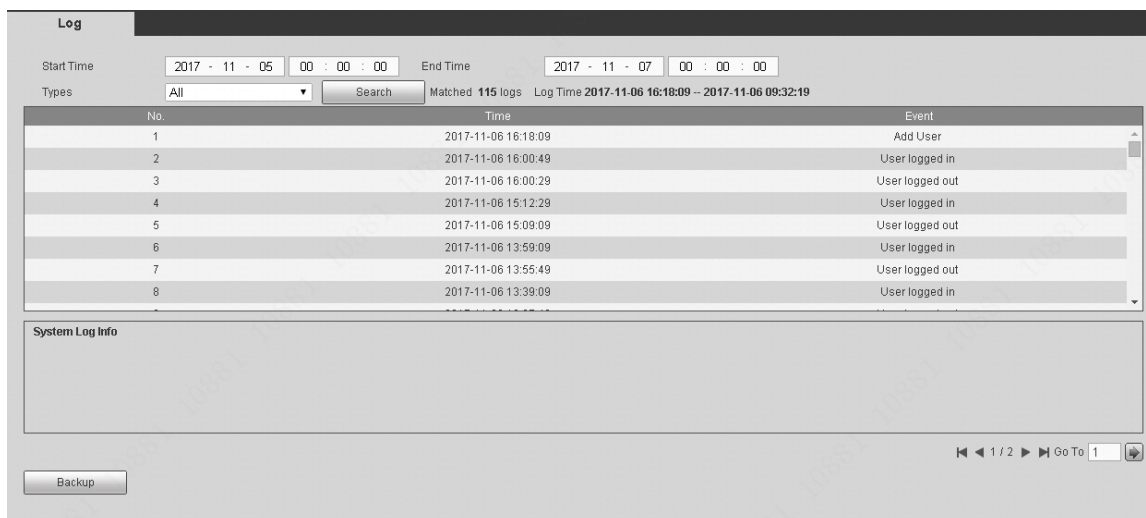 Log
Start Time 2017 - 11 - 05 00 : 00 : 00 End Time 2017 - 11 - 07 00 : 00 : 00
Types All Search Matched 115 logs Log Time 2017-11-06 16:18:09 -- 2017-11-06 09:32:19
No. Time Event
1 2017-11-06 16:18:09 Add User
2 2017-11-06 16:00:49 User logged in
3 2017-11-06 16:00:29 User logged out
4 2017-11-06 15:12:29 User logged in
5 2017-11-06 15:09:09 User logged out
6 2017-11-06 13:59:09 User logged in
7 2017-11-06 13:55:49 User logged out
8 2017-11-06 13:39:09 User logged in
System Log Info
1 / 2 Go To 1
Backup